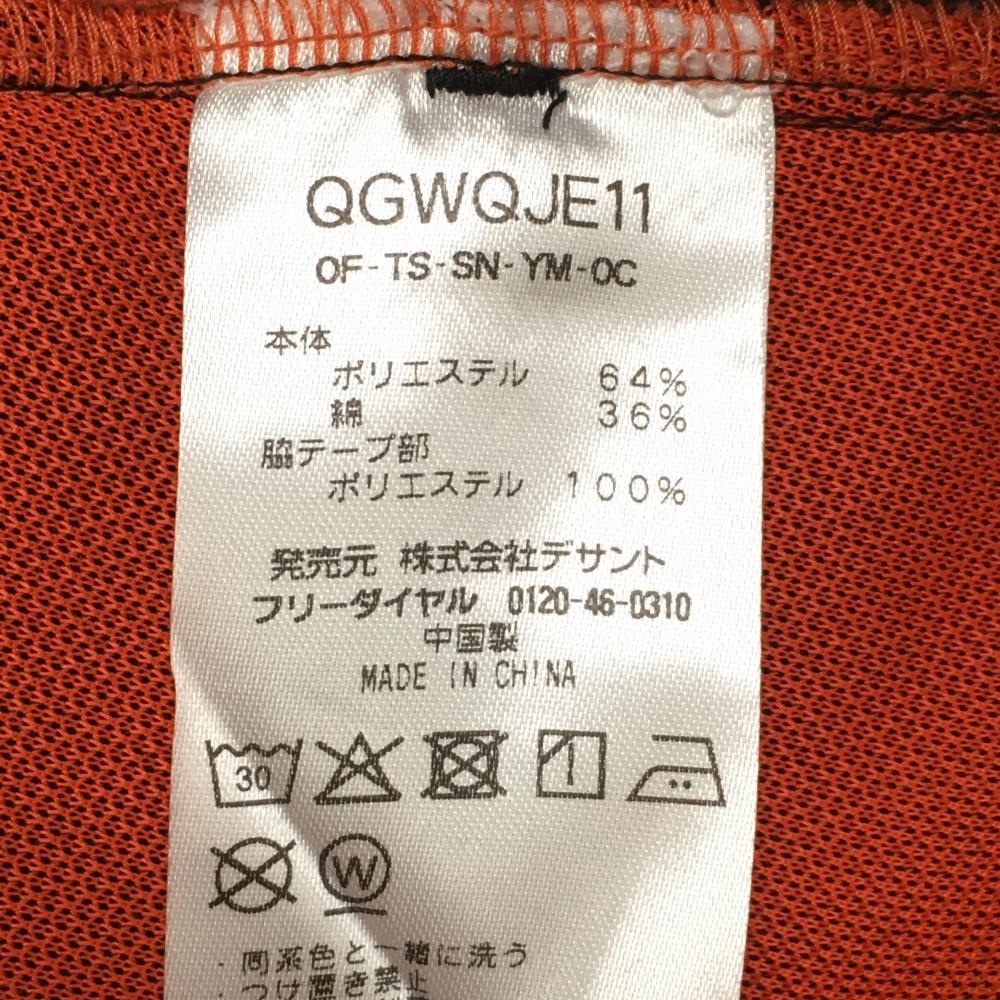 QGWQJE11
OF-TS-SN-YM-OC
本体
ポリエステル 64%
綿 36%
脇テープ部
ポリエステル 100%
発売元 株式会社デサント
フリーダイヤル 0120-46-0310
中国製
MADE IN CHINA
30
W
・同系色と一緒に洗う
・つけ置き禁止